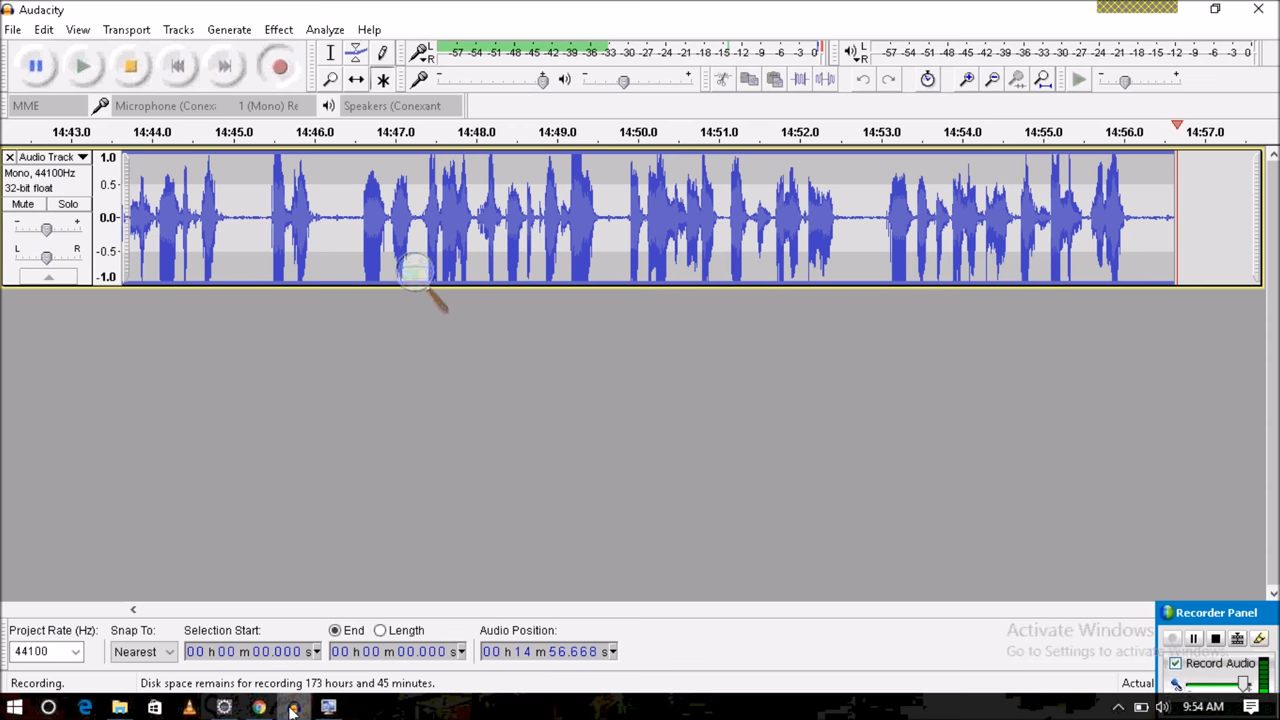 Audacity
File Edit View Transport Tracks Generate Effect Analyze Help
L R -57 -54 -51 -48 -45 -42 -39 -36 -33 -30 -27 -24 -21 -18 -15 -12 -9 -6 -3 0
L R -57 -54 -51 -48 -45 -42 -39 -36 -33 -30 -27 -24 -21 -18 -15 -12 -9 -6 -3 0
MME Microphone (Conex: 1 (Mono) Re Speakers (Conexant
14:43.0 14:44.0 14:45.0 14:46.0 14:47.0 14:48.0 14:49.0 14:50.0 14:51.0 14:52.0 14:53.0 14:54.0 14:55.0 14:56.0 14:57.0
Audio Track 1.0
Mono, 44100Hz
32-bit float 0.5
Mute Solo
- + 0.0
L R -0.5
-1.0
Recorder Panel
Project Rate (Hz): Snap To: Selection Start: End Length Audio Position:
44100 Nearest 00 h 00 m 00.000 s 00 h 00 m 00.000 s 00 h 14 m 56.668 s
Activate Windows
Go to Settings to activate
Record Audio
Recording. Disk space remains for recording 173 hours and 45 minutes. Actual
9:54 AM